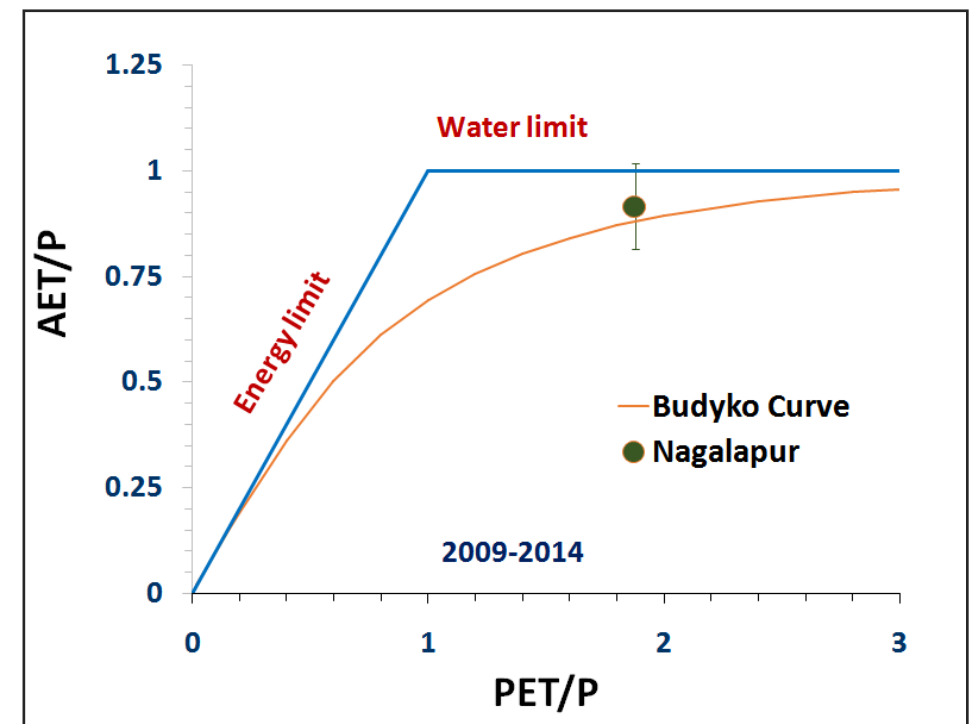 1.25
Water limit
1
AET/P
0.75
Energy limit
0.5
Budyko Curve
Nagalapur
0.25
2009-2014
0
0 1 2 3
PET/P